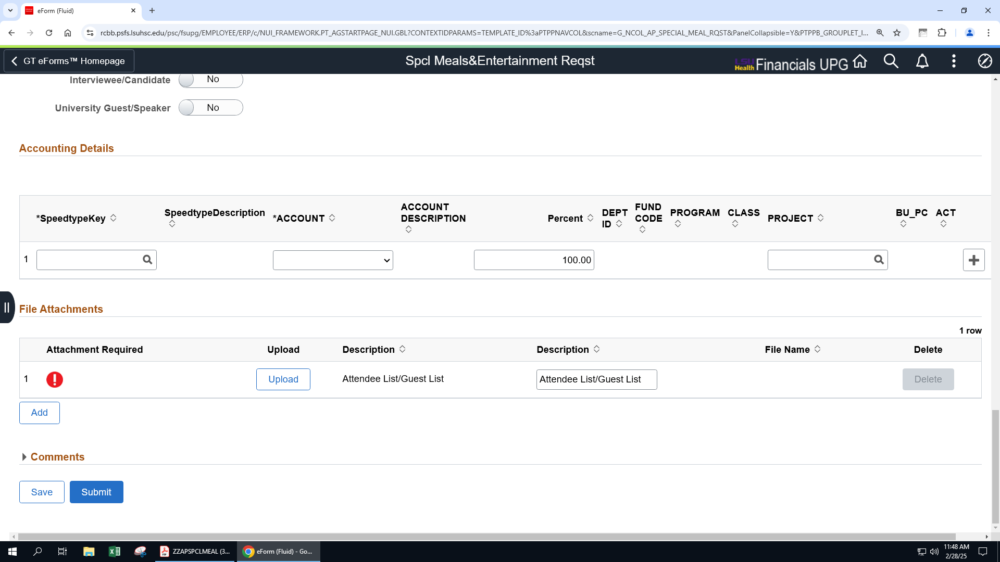 eForm (Fluid)
rcbb.psfs.lsuhsc.edu/psc/fsupg/EMPLOYEE/ERP/c/NUI_FRAMEWORK.PT_AGSTARTPAGE_NUI.GBL?CONTEXTIDPARAMS=TEMPLATE_ID%3aPTPPNAVCOL&scname=G_NCOL_AP_SPECIAL_MEAL_RQST&PanelCollapsible=Y&PTPPB_GROUPLET_I...
GT eForms™ Homepage
Spcl Meals&Entertainment Reqst
LSU Health Financials UPG
Interviewee/Candidate No
University Guest/Speaker No
Accounting Details
*SpeedtypeKey SpeedtypeDescription *ACCOUNT ACCOUNT DESCRIPTION Percent DEPT ID FUND CODE PROGRAM CLASS PROJECT BU_PC ACT
1 100.00
File Attachments
1 row
Attachment Required Upload Description Description File Name Delete
1 Upload Attendee List/Guest List Attendee List/Guest List Delete
Add
Comments
Save Submit
ZZAPSPCLMEAL (3... eForm (Fluid) - Go... 11:48 AM
2/28/25